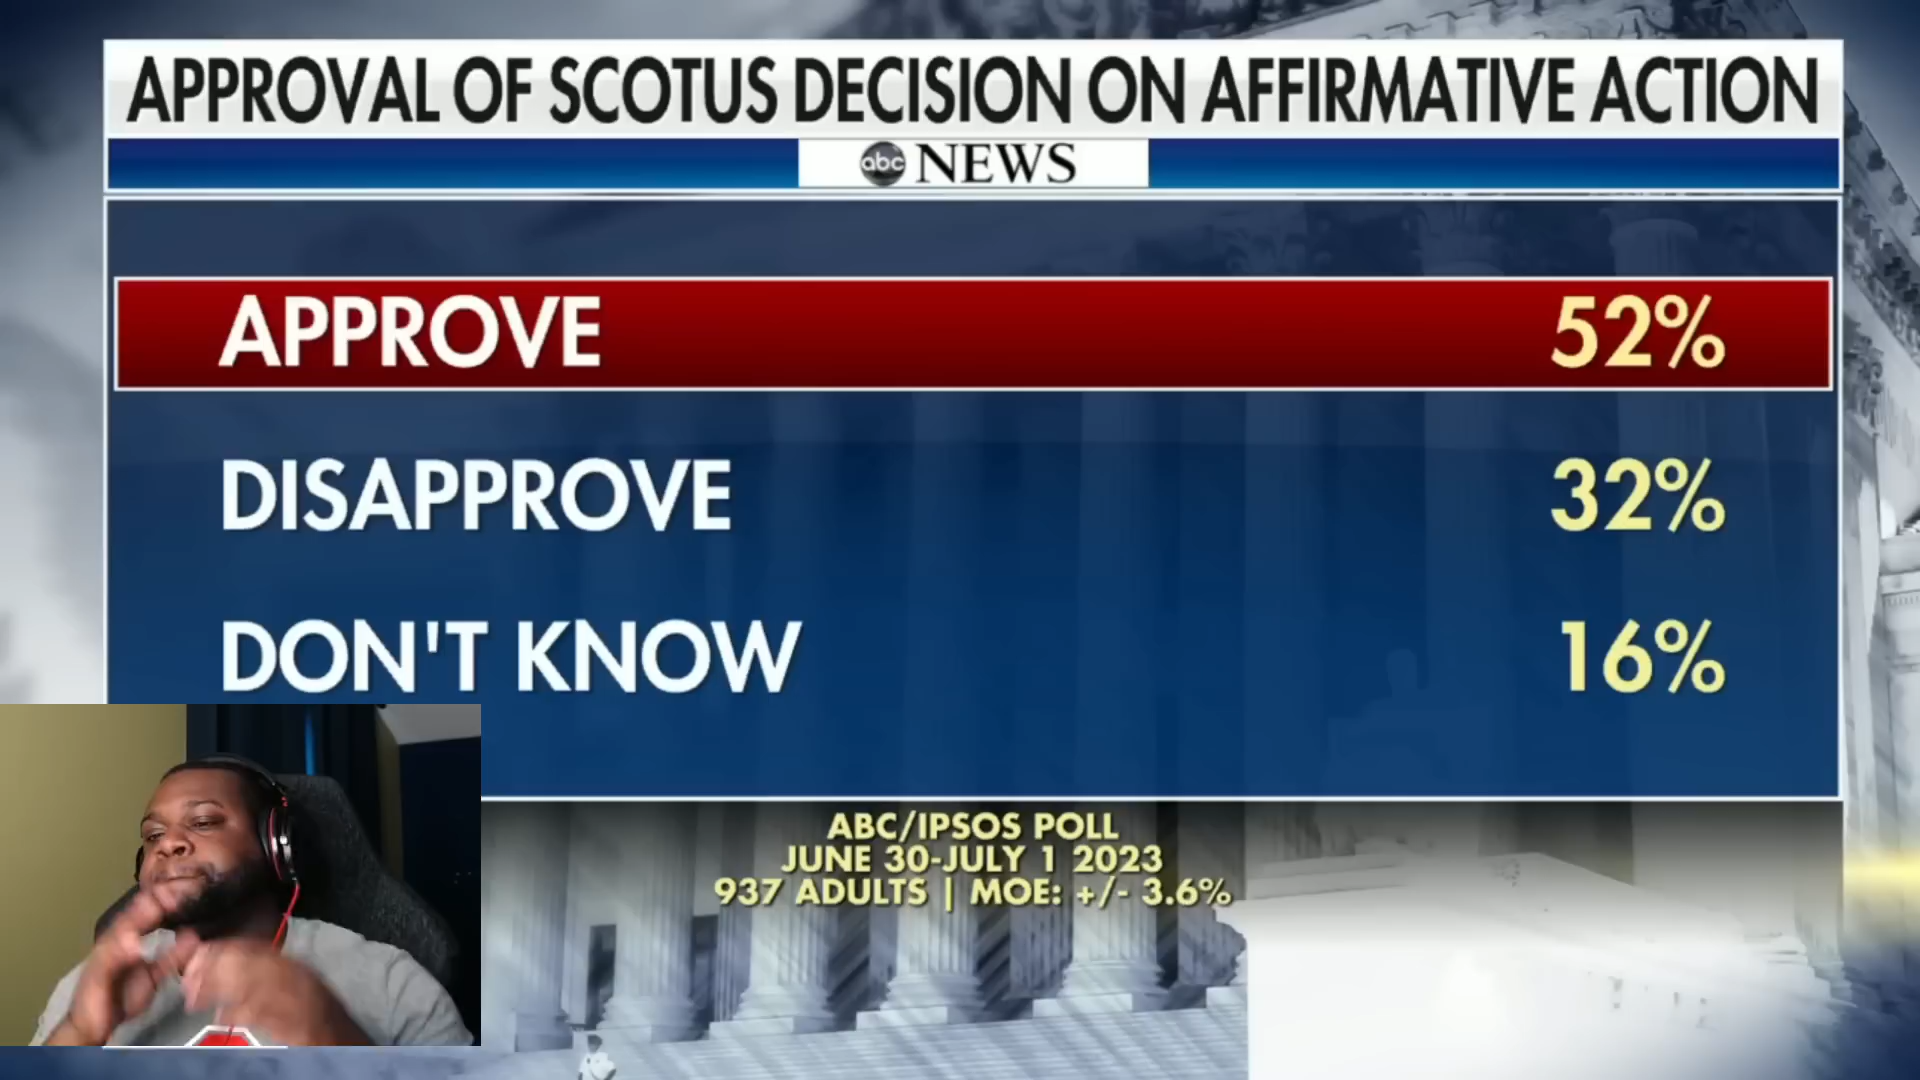 APPROVAL OF SCOTUS DECISION ON AFFIRMATIVE ACTION
abc NEWS
APPROVE 52%
DISAPPROVE 32%
DON'T KNOW 16%
ABC/IPSOS POLL
JUNE 30-JULY 1 2023
937 ADULTS | MOE: +/- 3.6%